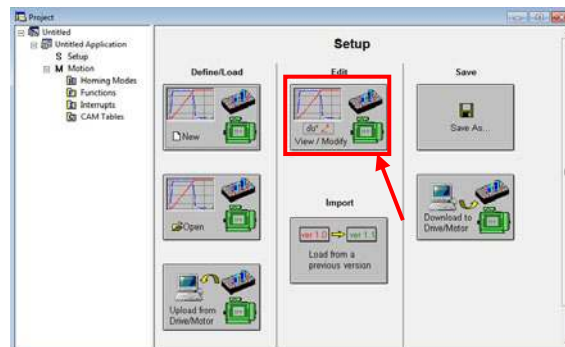 Project
Untitled
Untitled Application
S Setup
M Motion
Homing Modes
Functions
Interrupts
CAM Tables
Setup
Define/Load
Edit
Save
New
View / Modify
Save As...
Open
Import
ver 1.0
ver 1.1
Load from a
previous version
Download to
Drive/Motor
Upload from
Drive/Motor